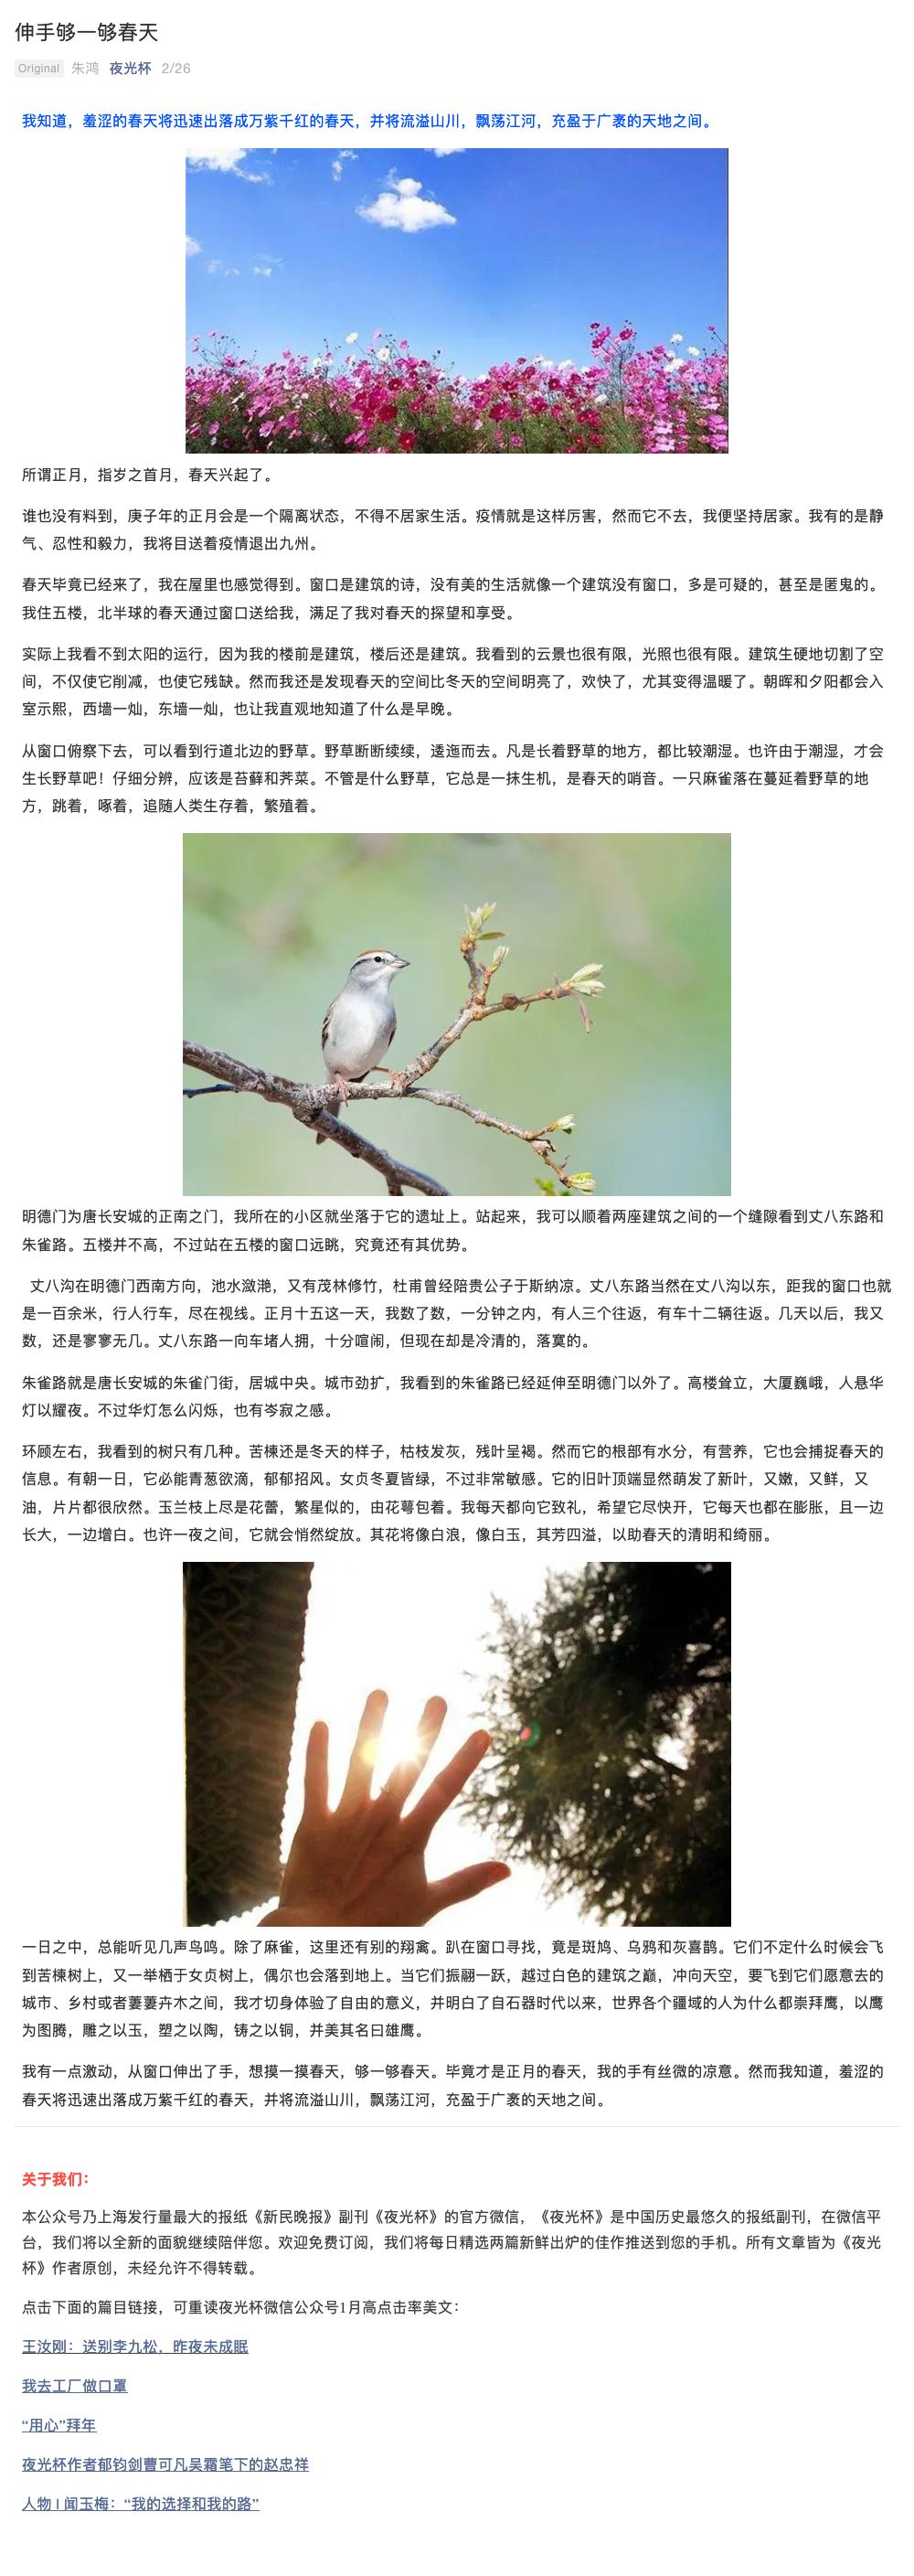 伸手够一够春天
Original 朱鸿 夜光杯 2/26
我知道，羞涩的春天将迅速出落成万紫千红的春天，并将流溢山川，飘荡江河，充盈于广袤的天地之间。
所谓正月，指岁之首月，春天兴起了。
谁也没有料到，庚子年的正月会是一个隔离状态，不得不居家生活。疫情就是这样厉害，然而它不去，我便坚持居家。我有的是静
气、忍性和毅力，我将目送着疫情退出九州。
春天毕竟已经来了，我在屋里也感觉得到。窗口是建筑的诗，没有美的生活就像一个建筑没有窗口，多是可疑的，甚至是匿鬼的。
我住五楼，北半球的春天通过窗口送给我，满足了我对春天的探望和享受。
实际上我看不到太阳的运行，因为我的楼前是建筑，楼后还是建筑。我看到的云景也很有限，光照也很有限。建筑生硬地切割了空
间，不仅使它削减，也使它残缺。然而我还是发现春天的空间比冬天的空间明亮了，欢快了，尤其变得温暖了。朝晖和夕阳都会入
室示熙，西墙一灿，东墙一灿，也让我直观地知道了什么是早晚。
从窗口俯察下去，可以看到行道北边的野草。野草断断续续，逶迤而去。凡是长着野草的地方，都比较潮湿。也许由于潮湿，才会
生长野草吧！仔细分辨，应该是苔藓和荠菜。不管是什么野草，它总是一抹生机，是春天的哨音。一只麻雀落在蔓延着野草的地
方，跳着，啄着，追随人类生存着，繁殖着。
明德门为唐长安城的正南之门，我所在的小区就坐落于它的遗址上。站起来，我可以顺着两座建筑之间的一个缝隙看到丈八东路和
朱雀路。五楼并不高，不过站在五楼的窗口远眺，究竟还有其优势。
丈八沟在明德门西南方向，池水潋滟，又有茂林修竹，杜甫曾经陪贵公子于斯纳凉。丈八东路当然在丈八沟以东，距我的窗口也就
是一百余米，行人行车，尽在视线。正月十五这一天，我数了数，一分钟之内，有人三个往返，有车十二辆往返。几天以后，我又
数，还是寥寥无几。丈八东路一向车堵人拥，十分喧闹，但现在却是冷清的，落寞的。
朱雀路就是唐长安城的朱雀门街，居城中央。城市劲扩，我看到的朱雀路已经延伸至明德门以外了。高楼耸立，大厦巍峨，人悬华
灯以耀夜。不过华灯怎么闪烁，也有岑寂之感。
环顾左右，我看到的树只有几种。苦楝还是冬天的样子，枯枝发灰，残叶呈褐。然而它的根部有水分，有营养，它也会捕捉春天的
信息。有朝一日，它必能青葱欲滴，郁郁招风。女贞冬夏皆绿，不过非常敏感。它的旧叶顶端显然萌发了新叶，又嫩，又鲜，又
油，片片都很欣然。玉兰枝上尽是花蕾，繁星似的，由花萼包着。我每天都向它致礼，希望它尽快开，它每天也都在膨胀，且一边
长大，一边增白。也许一夜之间，它就会悄然绽放。其花将像白浪，像白玉，其芳四溢，以助春天的清明和绮丽。
一日之中，总能听见几声鸟鸣。除了麻雀，这里还有别的翔禽。趴在窗口寻找，竟是斑鸠、乌鸦和灰喜鹊。它们不定什么时候会飞
到苦楝树上，又一举栖于女贞树上，偶尔也会落到地上。当它们振翮一跃，越过白色的建筑之巅，冲向天空，要飞到它们愿意去的
城市、乡村或者萋萋卉木之间，我才切身体验了自由的意义，并明白了自石器时代以来，世界各个疆域的人为什么都崇拜鹰，以鹰
为图腾，雕之以玉，塑之以陶，铸之以铜，并美其名曰雄鹰。
我有一点激动，从窗口伸出了手，想摸一摸春天，够一够春天。毕竟才是正月的春天，我的手有丝微的凉意。然而我知道，羞涩的
春天将迅速出落成万紫千红的春天，并将流溢山川，飘荡江河，充盈于广袤的天地之间。
关于我们：
本公众号乃上海发行量最大的报纸《新民晚报》副刊《夜光杯》的官方微信，《夜光杯》是中国历史最悠久的报纸副刊，在微信平
台，我们将以全新的面貌继续陪伴您。欢迎免费订阅，我们将每日精选两篇新鲜出炉的佳作推送到您的手机。所有文章皆为《夜光
杯》作者原创，未经允许不得转载。
点击下面的篇目链接，可重读夜光杯微信公众号1月高点击率美文：
王汝刚：送别李九松，昨夜未成眠
我去工厂做口罩
“用心”拜年
夜光杯作者郁钧剑曹可凡吴霜笔下的赵忠祥
人物 | 闻玉梅：“我的选择和我的路”